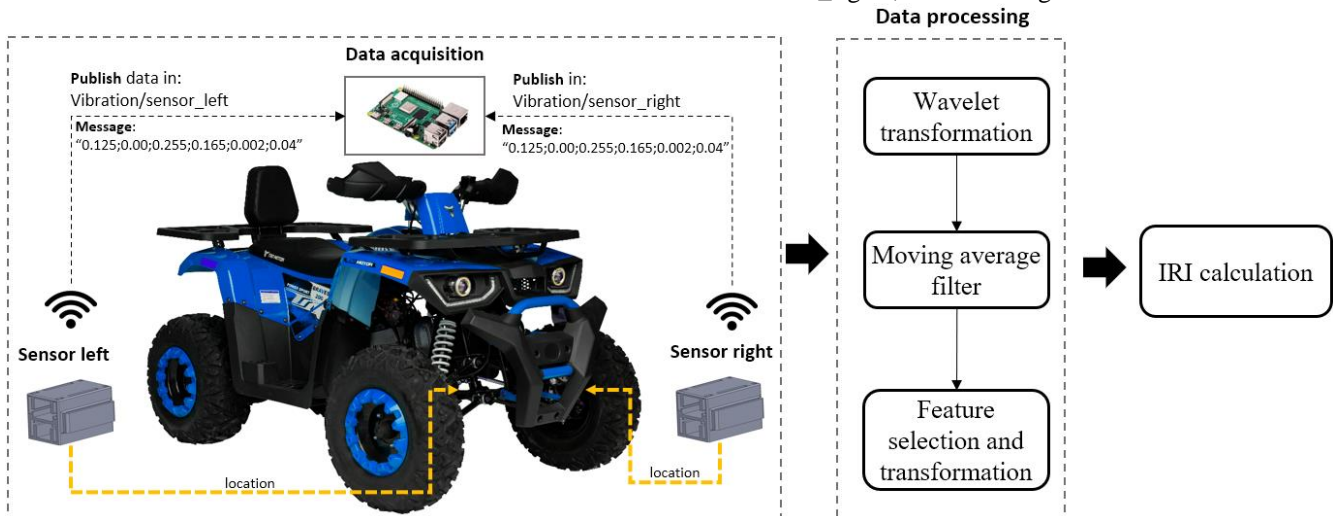 Data processing
Data acquisition
Publish data in:
Vibration/sensor_left
Message:
"0.125;0.00;0.255;0.165;0.002;0.04"
Publish in:
Vibration/sensor_right
Message:
"0.125;0.00;0.255;0.165;0.002;0.04"
Sensor left
Sensor right
location
location
Wavelet
transformation
Moving average
filter
Feature
selection and
transformation
IRI calculation